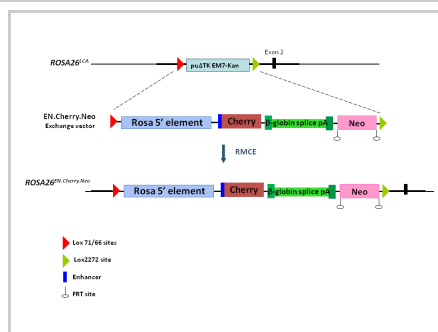 Exon 2
ROSA26^LCA
puΔTK EM7-Kan
EN.Cherry.Neo
Exchange vector
Rosa 5’ element
Cherry
β-globin splice pA
Neo
RMCE
ROSA26^EN.Cherry.Neo
Rosa 5’ element
Cherry
β-globin splice pA
Neo
Lox 71/66 sites
Lox2272 site
Enhancer
FRT site